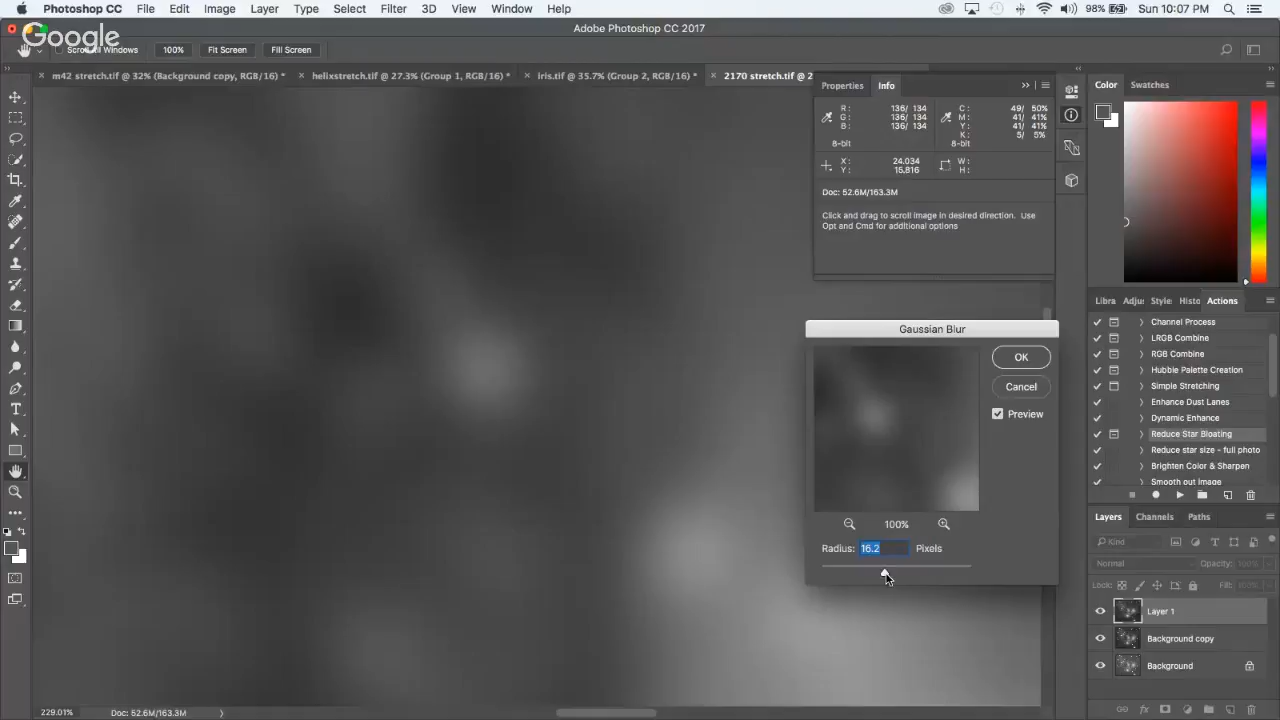 Photoshop CC File Edit Image Layer Type Select Filter 3D View Window Help 98% Sun 10:07 PM
Adobe Photoshop CC 2017
Google
Scroll All Windows 100% Fit Screen Fill Screen
× m42 stretch.tif @ 32% (Background copy, RGB/16) * × helixstretch.tif @ 27.3% (Group 1, RGB/16) * × iris.tif @ 35.7% (Group 2, RGB/16) * × 2170 stretch.tif @ 2
Properties Info
R: 136/ 134 C: 49/ 50%
G: 136/ 134 M: 41/ 41%
B: 136/ 134 Y: 41/ 41%
K: 5/ 5%
8-bit 8-bit
X: 24.034 W:
Y: 15.816 H:
Doc: 52.6M/163.3M
Click and drag to scroll image in desired direction. Use
Opt and Cmd for additional options
Color Swatches
Libra Adju Style Histo Actions
Channel Process
LRGB Combine
RGB Combine
Hubble Palette Creation
Simple Stretching
Enhance Dust Lanes
Dynamic Enhance
Reduce Star Bloating
Reduce star size - full photo
Brighten Color & Sharpen
Smooth out image
Gaussian Blur
OK
Cancel
Preview
100%
Radius: 16.2 Pixels
Layers Channels Paths
Kind
Normal Opacity: 100%
Lock: Fill: 100%
Layer 1
Background copy
Background
229.01% Doc: 52.6M/163.3M